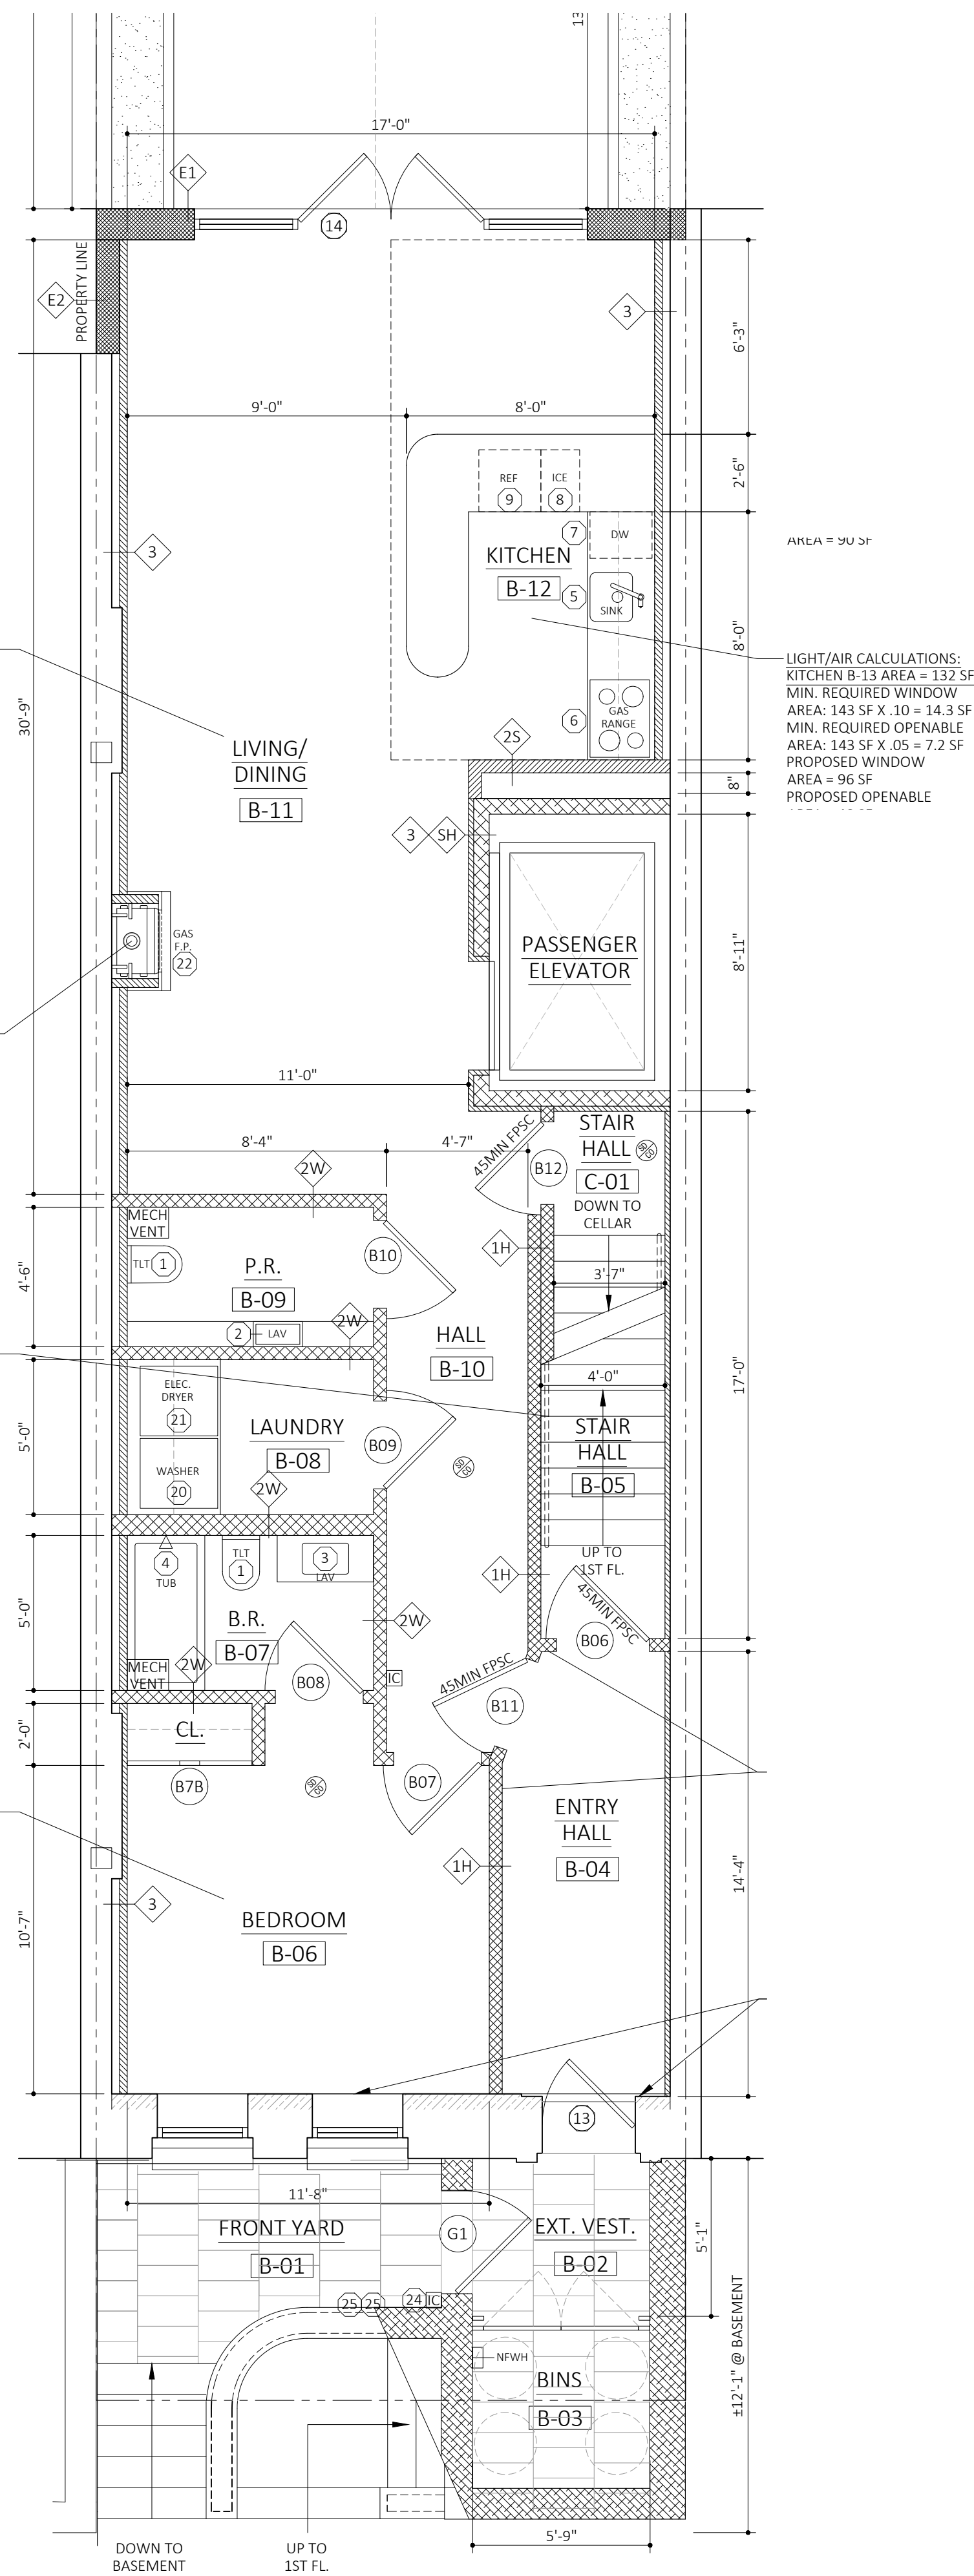 17'-0"
E1
14
E2
PROPERTY LINE
3
6'-3"
9'-0"
8'-0"
2'-6"
REF
9
ICE
8
7
DW
KITCHEN
B-12
5
SINK
3
8'-0"
AREA = 90 SF
LIGHT/AIR CALCULATIONS:
KITCHEN B-13 AREA = 132 SF
MIN. REQUIRED WINDOW
AREA: 143 SF X .10 = 14.3 SF
MIN. REQUIRED OPENABLE
AREA: 143 SF X .05 = 7.2 SF
PROPOSED WINDOW
AREA = 96 SF
PROPOSED OPENABLE
30'-9"
6
GAS
RANGE
2S
LIVING/
DINING
B-11
8"
3
SH
PASSENGER
ELEVATOR
8'-11"
GAS
F.P.
22
11'-0"
8'-4"
4'-7"
45MIN FPSC
B12
STAIR
HALL
SD/CO
C-01
DOWN TO
CELLAR
2W
MECH
VENT
TLT
1
P.R.
B-09
B10
1H
3'-7"
4'-6"
2
LAV
2W
HALL
B-10
4'-0"
17'-0"
ELEC.
DRYER
21
LAUNDRY
B-08
B09
STAIR
HALL
B-05
5'-0"
WASHER
20
2W
SD/CO
4
TUB
TLT
1
3
LAV
1H
UP TO
1ST FL.
45MIN FPSC
B06
5'-0"
B.R.
B-07
2W
MECH
VENT
2W
B08
IC
45MIN FPSC
B11
2'-0"
CL.
B7B
SD/CO
B07
ENTRY
HALL
B-04
1H
14'-4"
3
10'-7"
BEDROOM
B-06
13
11'-8"
FRONT YARD
B-01
G1
EXT. VEST.
B-02
5'-1"
25
25
24
IC
NFWH
BINS
B-03
±12'-1" @ BASEMENT
5'-9"
DOWN TO
BASEMENT
UP TO
1ST FL.